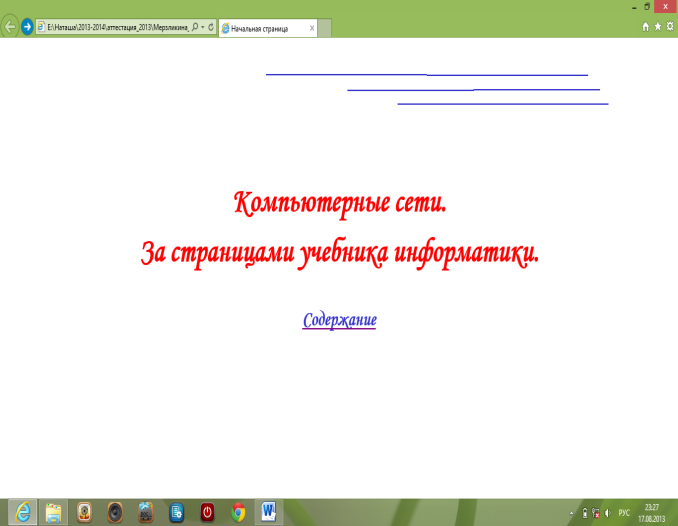 E:\Наташа\2013-2014\аттестация_2013\Мерзликина_
Начальная страница
Компьютерные сети.
За страницами учебника информатики.
Содержание
РУС
23:27
17.08.2013